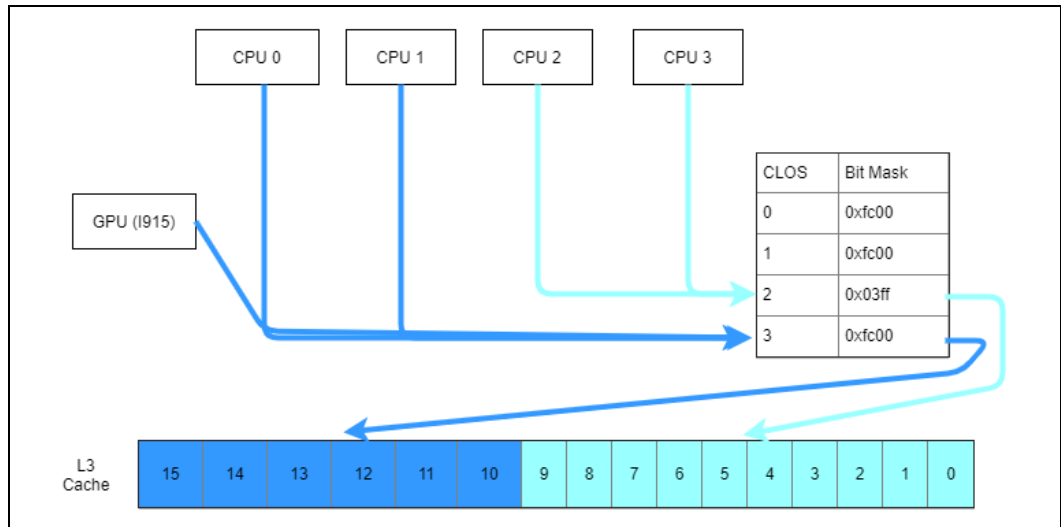 CPU 0 CPU 1 CPU 2 CPU 3
GPU (I915)
CLOS Bit Mask
0 0xfc00
1 0xfc00
2 0x03ff
3 0xfc00
L3
Cache
15 14 13 12 11 10 9 8 7 6 5 4 3 2 1 0